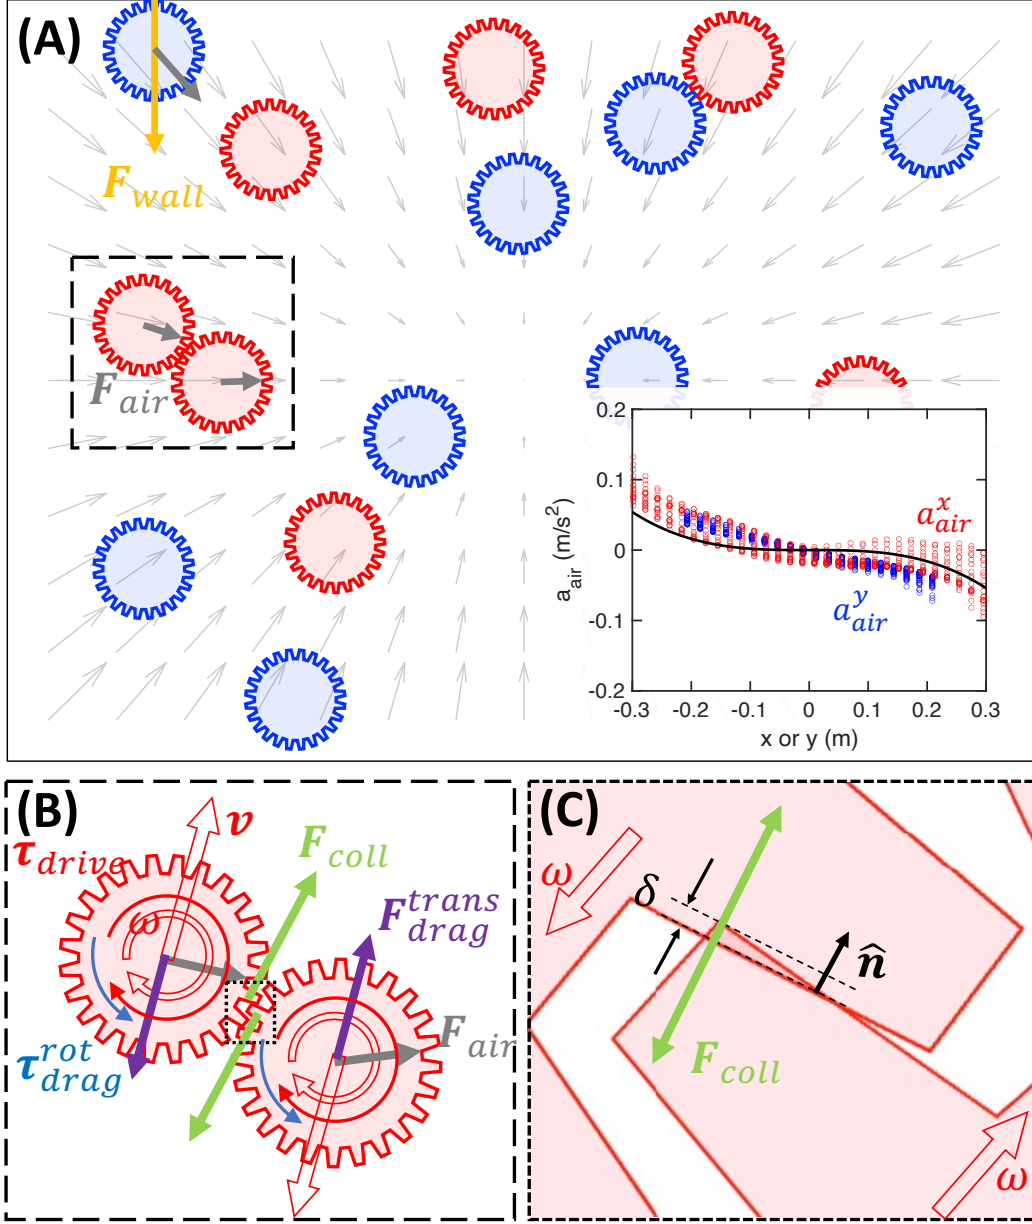 (A)
F_wall
F_air
0.2
0.1
0
-0.1
-0.2
a_air (m/s²)
a_air^x
a_air^y
-0.3 -0.2 -0.1 0 0.1 0.2 0.3
x or y (m)
(B)
v
τ_drive
F_coll
F_drag^trans
ω
F_air
τ_drag^rot
(C)
ω
δ
n̂
F_coll
ω